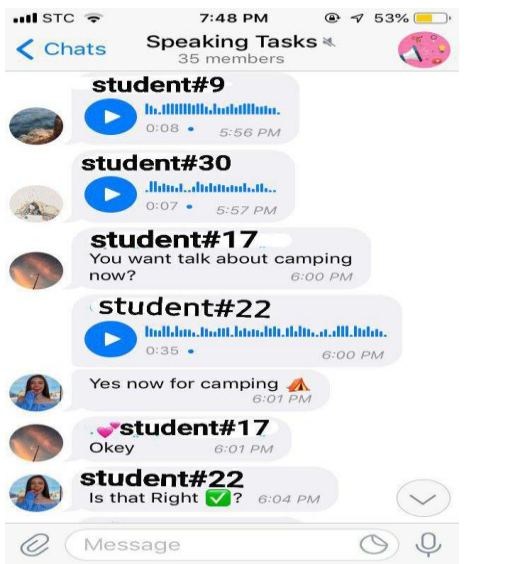 STC 7:48 PM 53%
Chats Speaking Tasks
35 members
student#9
0:08 5:56 PM
student#30
0:07 5:57 PM
student#17
You want talk about camping
now? 6:00 PM
student#22
0:35 6:00 PM
Yes now for camping ⛺
6:01 PM
💕student#17
Okey 6:01 PM
student#22
Is that Right ✅? 6:04 PM
Message